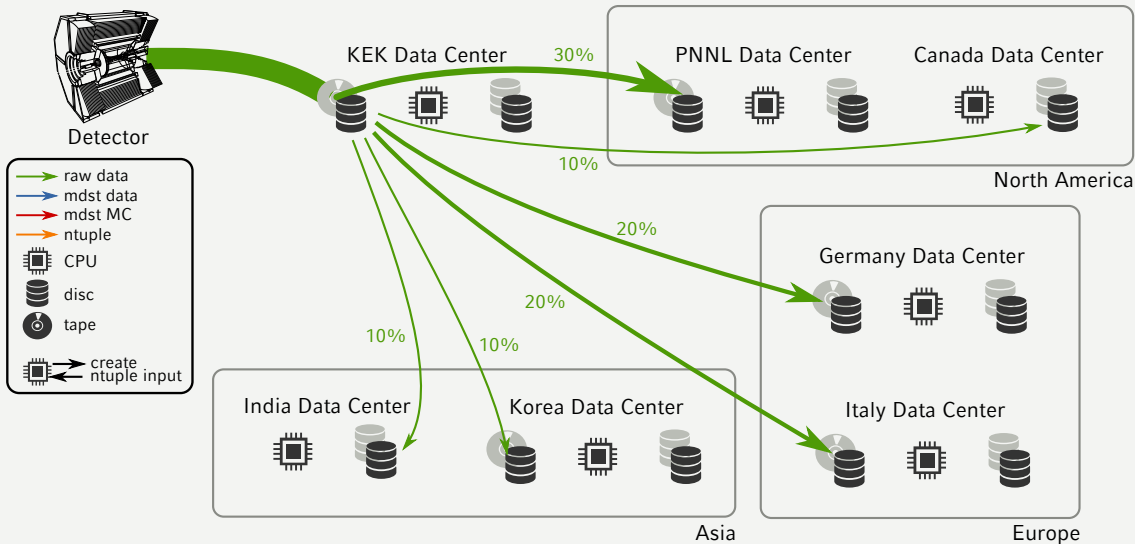 KEK Data Center
30%
PNNL Data Center
Canada Data Center
Detector
10%
North America
raw data
mdst data
mdst MC
ntuple
CPU
disc
tape
create
ntuple input
20%
Germany Data Center
20%
10%
10%
India Data Center
Korea Data Center
Italy Data Center
Asia
Europe